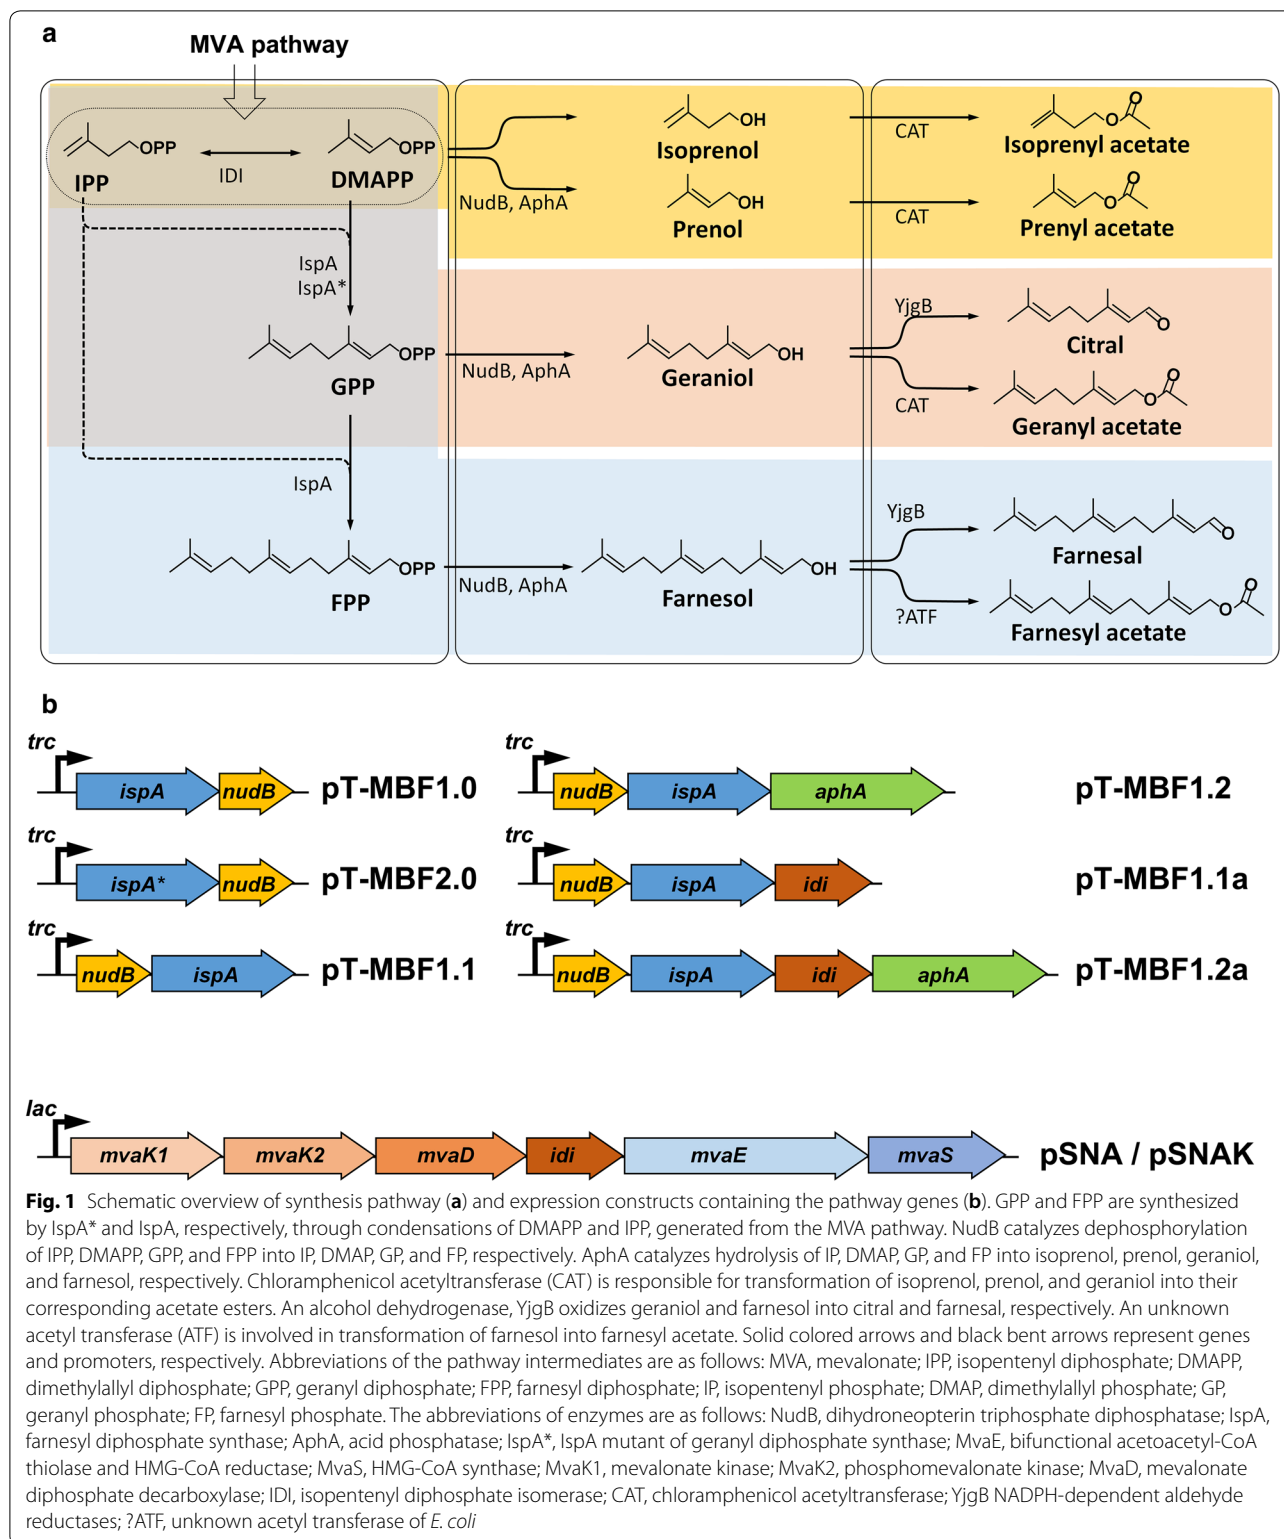 a
MVA pathway
OPP
IPP
IDI
OPP
DMAPP
NudB, AphA
OH
Isoprenol
OH
Prenol
CAT
CAT
O
O
Isoprenyl acetate
O
O
Prenyl acetate
IspA
IspA*
OPP
GPP
NudB, AphA
OH
Geraniol
YjgB
CAT
O
Citral
O
O
Geranyl acetate
IspA
OPP
FPP
NudB, AphA
OH
Farnesol
YjgB
?ATF
O
Farnesal
O
O
Farnesyl acetate
b
trc
ispA nudB pT-MBF1.0
trc
nudB ispA aphA pT-MBF1.2
trc
ispA* nudB pT-MBF2.0
trc
nudB ispA idi pT-MBF1.1a
trc
nudB ispA pT-MBF1.1
trc
nudB ispA idi aphA pT-MBF1.2a
lac
mvaK1 mvaK2 mvaD idi mvaE mvaS pSNA / pSNAK
Fig. 1 Schematic overview of synthesis pathway (a) and expression constructs containing the pathway genes (b). GPP and FPP are synthesized
by IspA* and IspA, respectively, through condensations of DMAPP and IPP, generated from the MVA pathway. NudB catalyzes dephosphorylation
of IPP, DMAPP, GPP, and FPP into IP, DMAP, GP, and FP, respectively. AphA catalyzes hydrolysis of IP, DMAP, GP, and FP into isoprenol, prenol, geraniol,
and farnesol, respectively. Chloramphenicol acetyltransferase (CAT) is responsible for transformation of isoprenol, prenol, and geraniol into their
corresponding acetate esters. An alcohol dehydrogenase, YjgB oxidizes geraniol and farnesol into citral and farnesal, respectively. An unknown
acetyl transferase (ATF) is involved in transformation of farnesol into farnesyl acetate. Solid colored arrows and black bent arrows represent genes
and promoters, respectively. Abbreviations of the pathway intermediates are as follows: MVA, mevalonate; IPP, isopentenyl diphosphate; DMAPP,
dimethylallyl diphosphate; GPP, geranyl diphosphate; FPP, farnesyl diphosphate; IP, isopentenyl phosphate; DMAP, dimethylallyl phosphate; GP,
geranyl phosphate; FP, farnesyl phosphate. The abbreviations of enzymes are as follows: NudB, dihydroneopterin triphosphate diphosphatase; IspA,
farnesyl diphosphate synthase; AphA, acid phosphatase; IspA*, IspA mutant of geranyl diphosphate synthase; MvaE, bifunctional acetoacetyl-CoA
thiolase and HMG-CoA reductase; MvaS, HMG-CoA synthase; MvaK1, mevalonate kinase; MvaK2, phosphomevalonate kinase; MvaD, mevalonate
diphosphate decarboxylase; IDI, isopentenyl diphosphate isomerase; CAT, chloramphenicol acetyltransferase; YjgB NADPH-dependent aldehyde
reductases; ?ATF, unknown acetyl transferase of E. coli